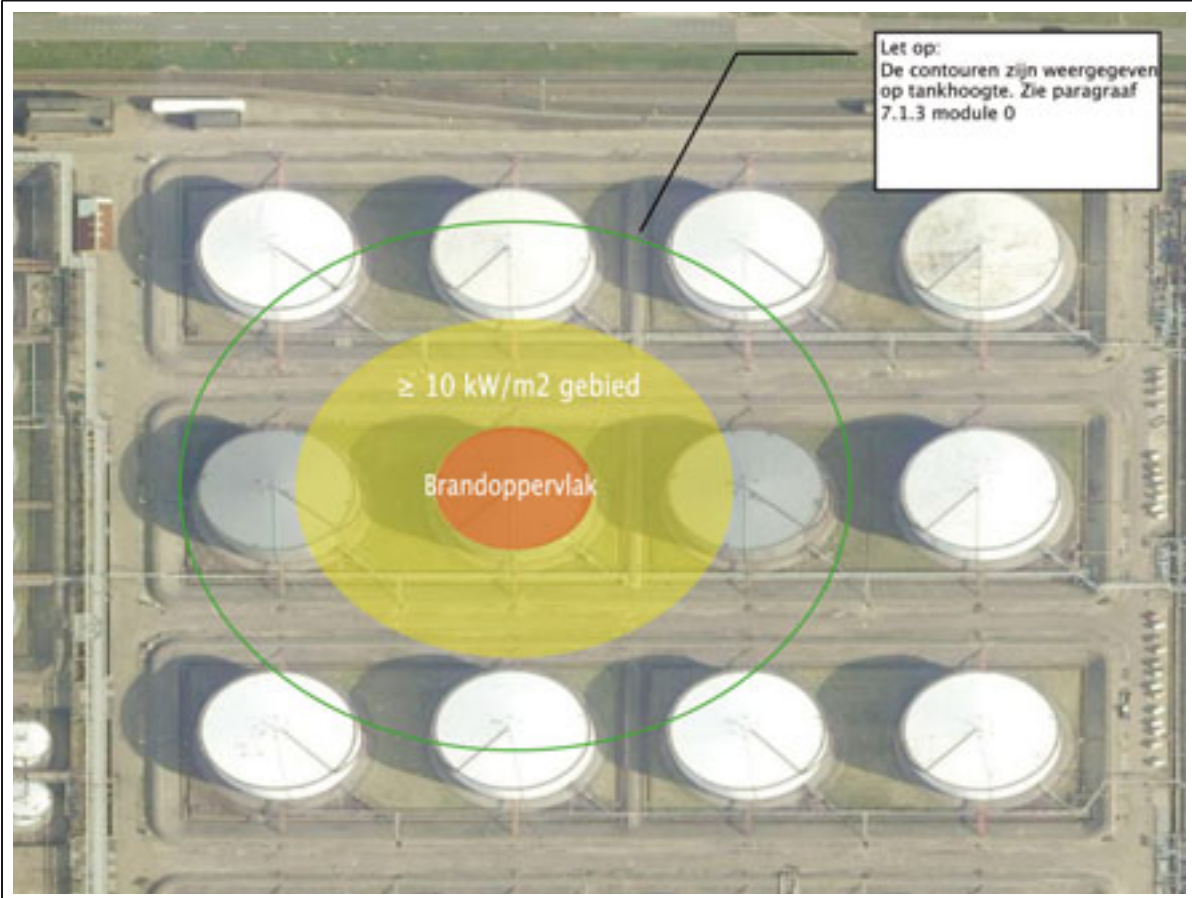 Let op:
De contouren zijn weergegeven
op tankhoogte. Zie paragraaf
7.1.3 module 0
≥ 10 kW/m2 gebied
Brandoppervlak